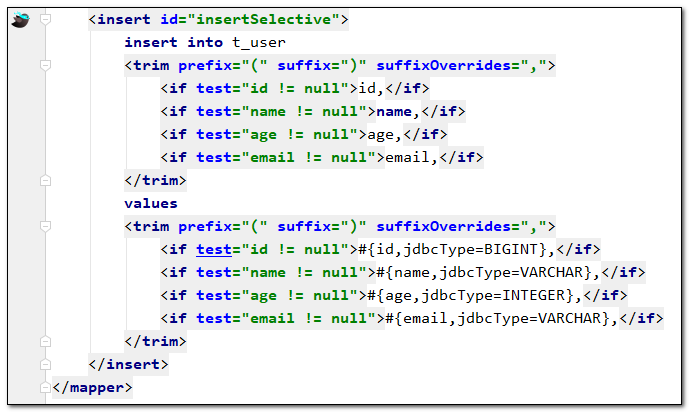 <insert id="insertSelective">
insert into t_user
<trim prefix="(" suffix=")" suffixOverrides=",">
<if test="id != null">id,</if>
<if test="name != null">name,</if>
<if test="age != null">age,</if>
<if test="email != null">email,</if>
</trim>
values
<trim prefix="(" suffix=")" suffixOverrides=",">
<if test="id != null">#{id,jdbcType=BIGINT},</if>
<if test="name != null">#{name,jdbcType=VARCHAR},</if>
<if test="age != null">#{age,jdbcType=INTEGER},</if>
<if test="email != null">#{email,jdbcType=VARCHAR},</if>
</trim>
</insert>
</mapper>